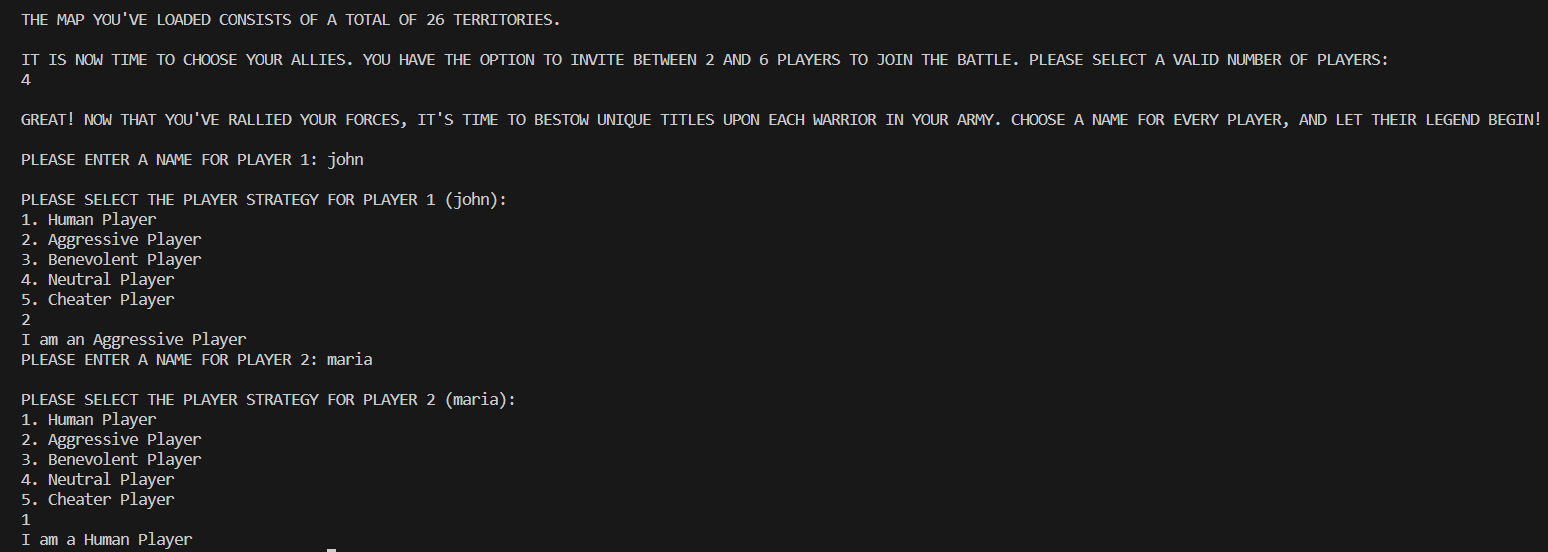 THE MAP YOU'VE LOADED CONSISTS OF A TOTAL OF 26 TERRITORIES.
IT IS NOW TIME TO CHOOSE YOUR ALLIES. YOU HAVE THE OPTION TO INVITE BETWEEN 2 AND 6 PLAYERS TO JOIN THE BATTLE. PLEASE SELECT A VALID NUMBER OF PLAYERS:
4
GREAT! NOW THAT YOU'VE RALLIED YOUR FORCES, IT'S TIME TO BESTOW UNIQUE TITLES UPON EACH WARRIOR IN YOUR ARMY. CHOOSE A NAME FOR EVERY PLAYER, AND LET THEIR LEGEND BEGIN!
PLEASE ENTER A NAME FOR PLAYER 1: john
PLEASE SELECT THE PLAYER STRATEGY FOR PLAYER 1 (john):
1. Human Player
2. Aggressive Player
3. Benevolent Player
4. Neutral Player
5. Cheater Player
2
I am an Aggressive Player
PLEASE ENTER A NAME FOR PLAYER 2: maria
PLEASE SELECT THE PLAYER STRATEGY FOR PLAYER 2 (maria):
1. Human Player
2. Aggressive Player
3. Benevolent Player
4. Neutral Player
5. Cheater Player
1
I am a Human Player